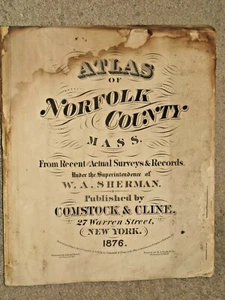 ATLAS
OF
NORFOLK COUNTY
MASS.
From Recent Actual Surveys & Records.
Under the Superintendence of
W. A. SHERMAN.
Published by
COMSTOCK & CLINE,
27 Warren Street,
( NEW YORK. )
1876.